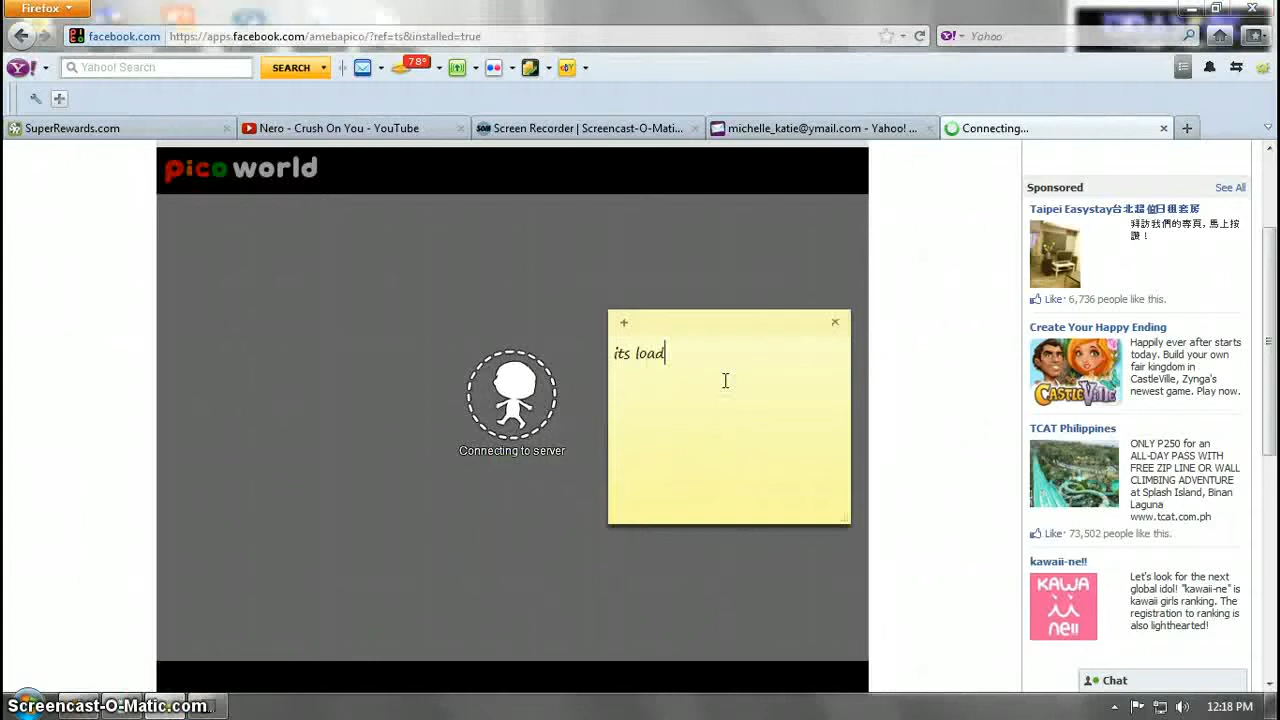 Firefox
facebook.com
https://apps.facebook.com/amebapico/?ref=ts&installed=true
Yahoo
Yahoo! Search
SEARCH
78°
SuperRewards.com
Nero - Crush On You - YouTube
Screen Recorder | Screencast-O-Mati...
michelle_katie@ymail.com - Yahoo! ...
Connecting...
pico world
Connecting to server
its load
Sponsored
See All
Taipei Easystay台北超值日租套房
拜訪我們的專頁, 馬上按
讚！
Like · 6,736 people like this.
Create Your Happy Ending
Happily ever after starts
today. Build your own
fair kingdom in
CastleVille, Zynga's
newest game. Play now.
CASTLEVILLE
TCAT Philippines
ONLY P250 for an
ALL-DAY PASS WITH
FREE ZIP LINE OR WALL
CLIMBING ADVENTURE
at Splash Island, Binan
Laguna
www.tcat.com.ph
Like · 73,502 people like this.
kawaii-ne!!
KAWA
ne!!
Let's look for the next
global idol! "kawaii-ne" is
kawaii girls ranking. The
registration to ranking is
also lighthearted!
Chat
Screencast-O-Matic.com
12:18 PM